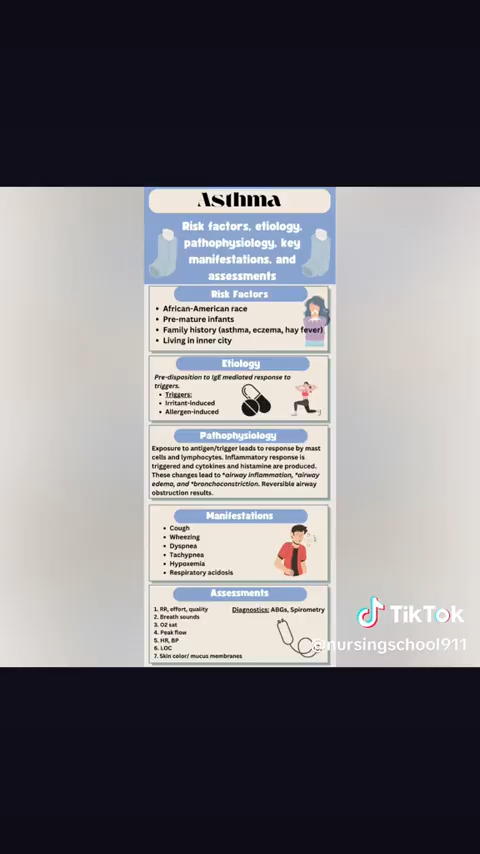 Asthma
Risk factors, etiology,
pathophysiology, key
manifestations, and
assessments
Risk Factors
• African-American race
• Pre-mature infants
• Family history (asthma, eczema, hay fever)
• Living in inner city
Etiology
Pre-disposition to IgE mediated response to
triggers.
• Triggers:
• Irritant-induced
• Allergen-induced
Pathophysiology
Exposure to antigen/trigger leads to response by mast
cells and lymphocytes. Inflammatory response is
triggered and cytokines and histamine are produced.
These changes lead to *airway inflammation, *airway
edema, and *bronchoconstriction. Reversible airway
obstruction results.
Manifestations
• Cough
• Wheezing
• Dyspnea
• Tachypnea
• Hypoxemia
• Respiratory acidosis
Assessments
1. RR, effort, quality
Diagnostics: ABGs, Spirometry
2. Breath sounds
3. O2 sat
4. Peak flow
5. HR, BP
6. LOC
7. Skin color/ mucus membranes
TikTok
@nursingschool911